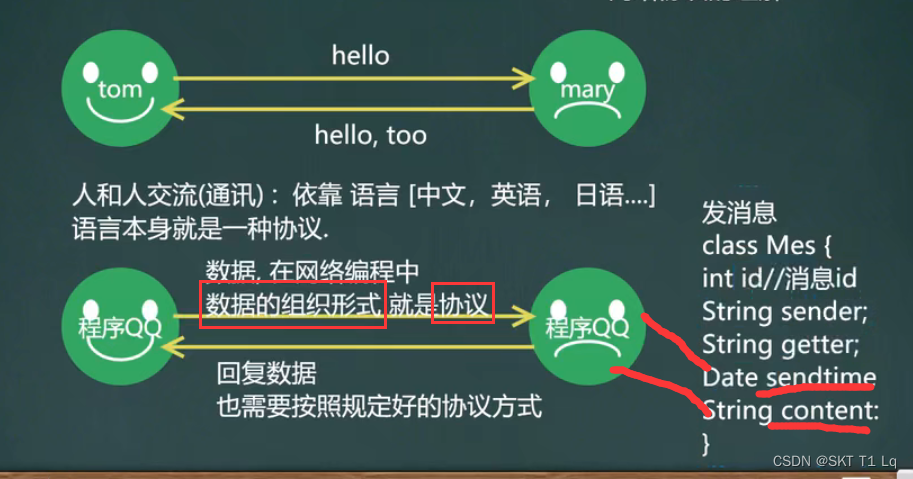 hello
tom
mary
hello, too
人和人交流(通讯) ：依靠 语言 [中文，英语， 日语....]
语言本身就是一种协议.
数据, 在网络编程中
数据的组织形式 就是协议
程序QQ
程序QQ
回复数据
也需要按照规定好的协议方式
发消息
class Mes {
int id//消息id
String sender;
String getter;
Date sendtime
String content:
}
CSDN @SKT T1 Lq